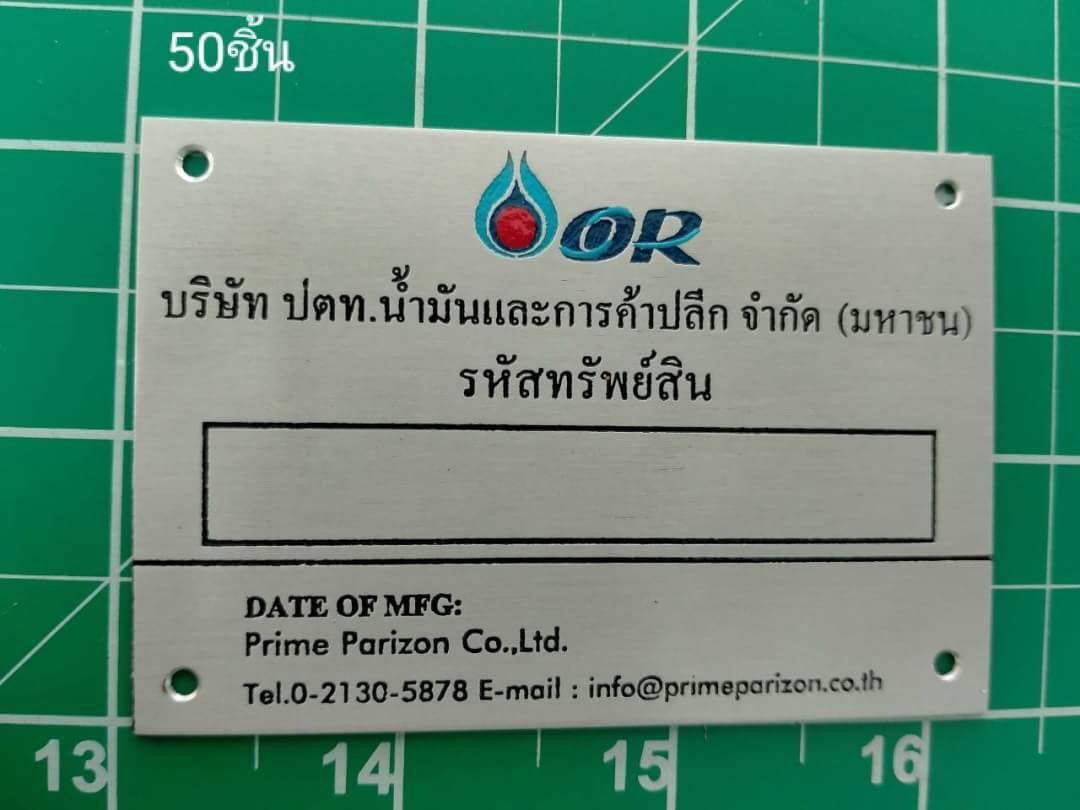 50ชิ้น
OR
บริษัท ปตท.น้ำมันและการค้าปลีก จำกัด (มหาชน)
รหัสทรัพย์สิน
DATE OF MFG:
Prime Parizon Co.,Ltd.
Tel.0-2130-5878 E-mail : info@primeparizon.co.th
13 14 15 16